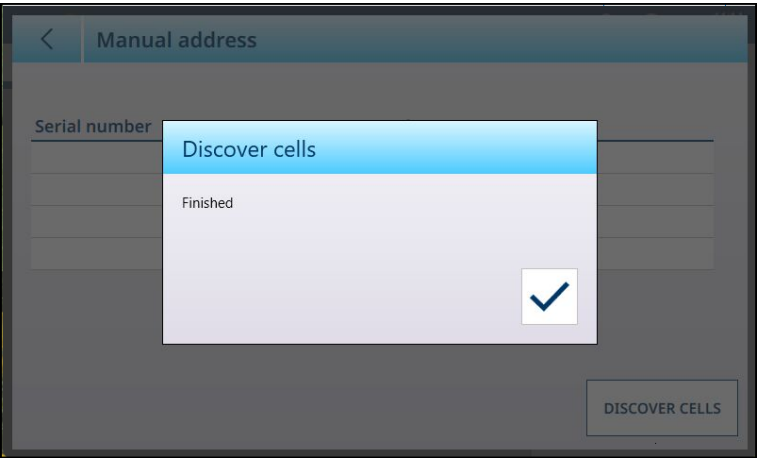 Manual address
Serial number
Discover cells
Finished
DISCOVER CELLS